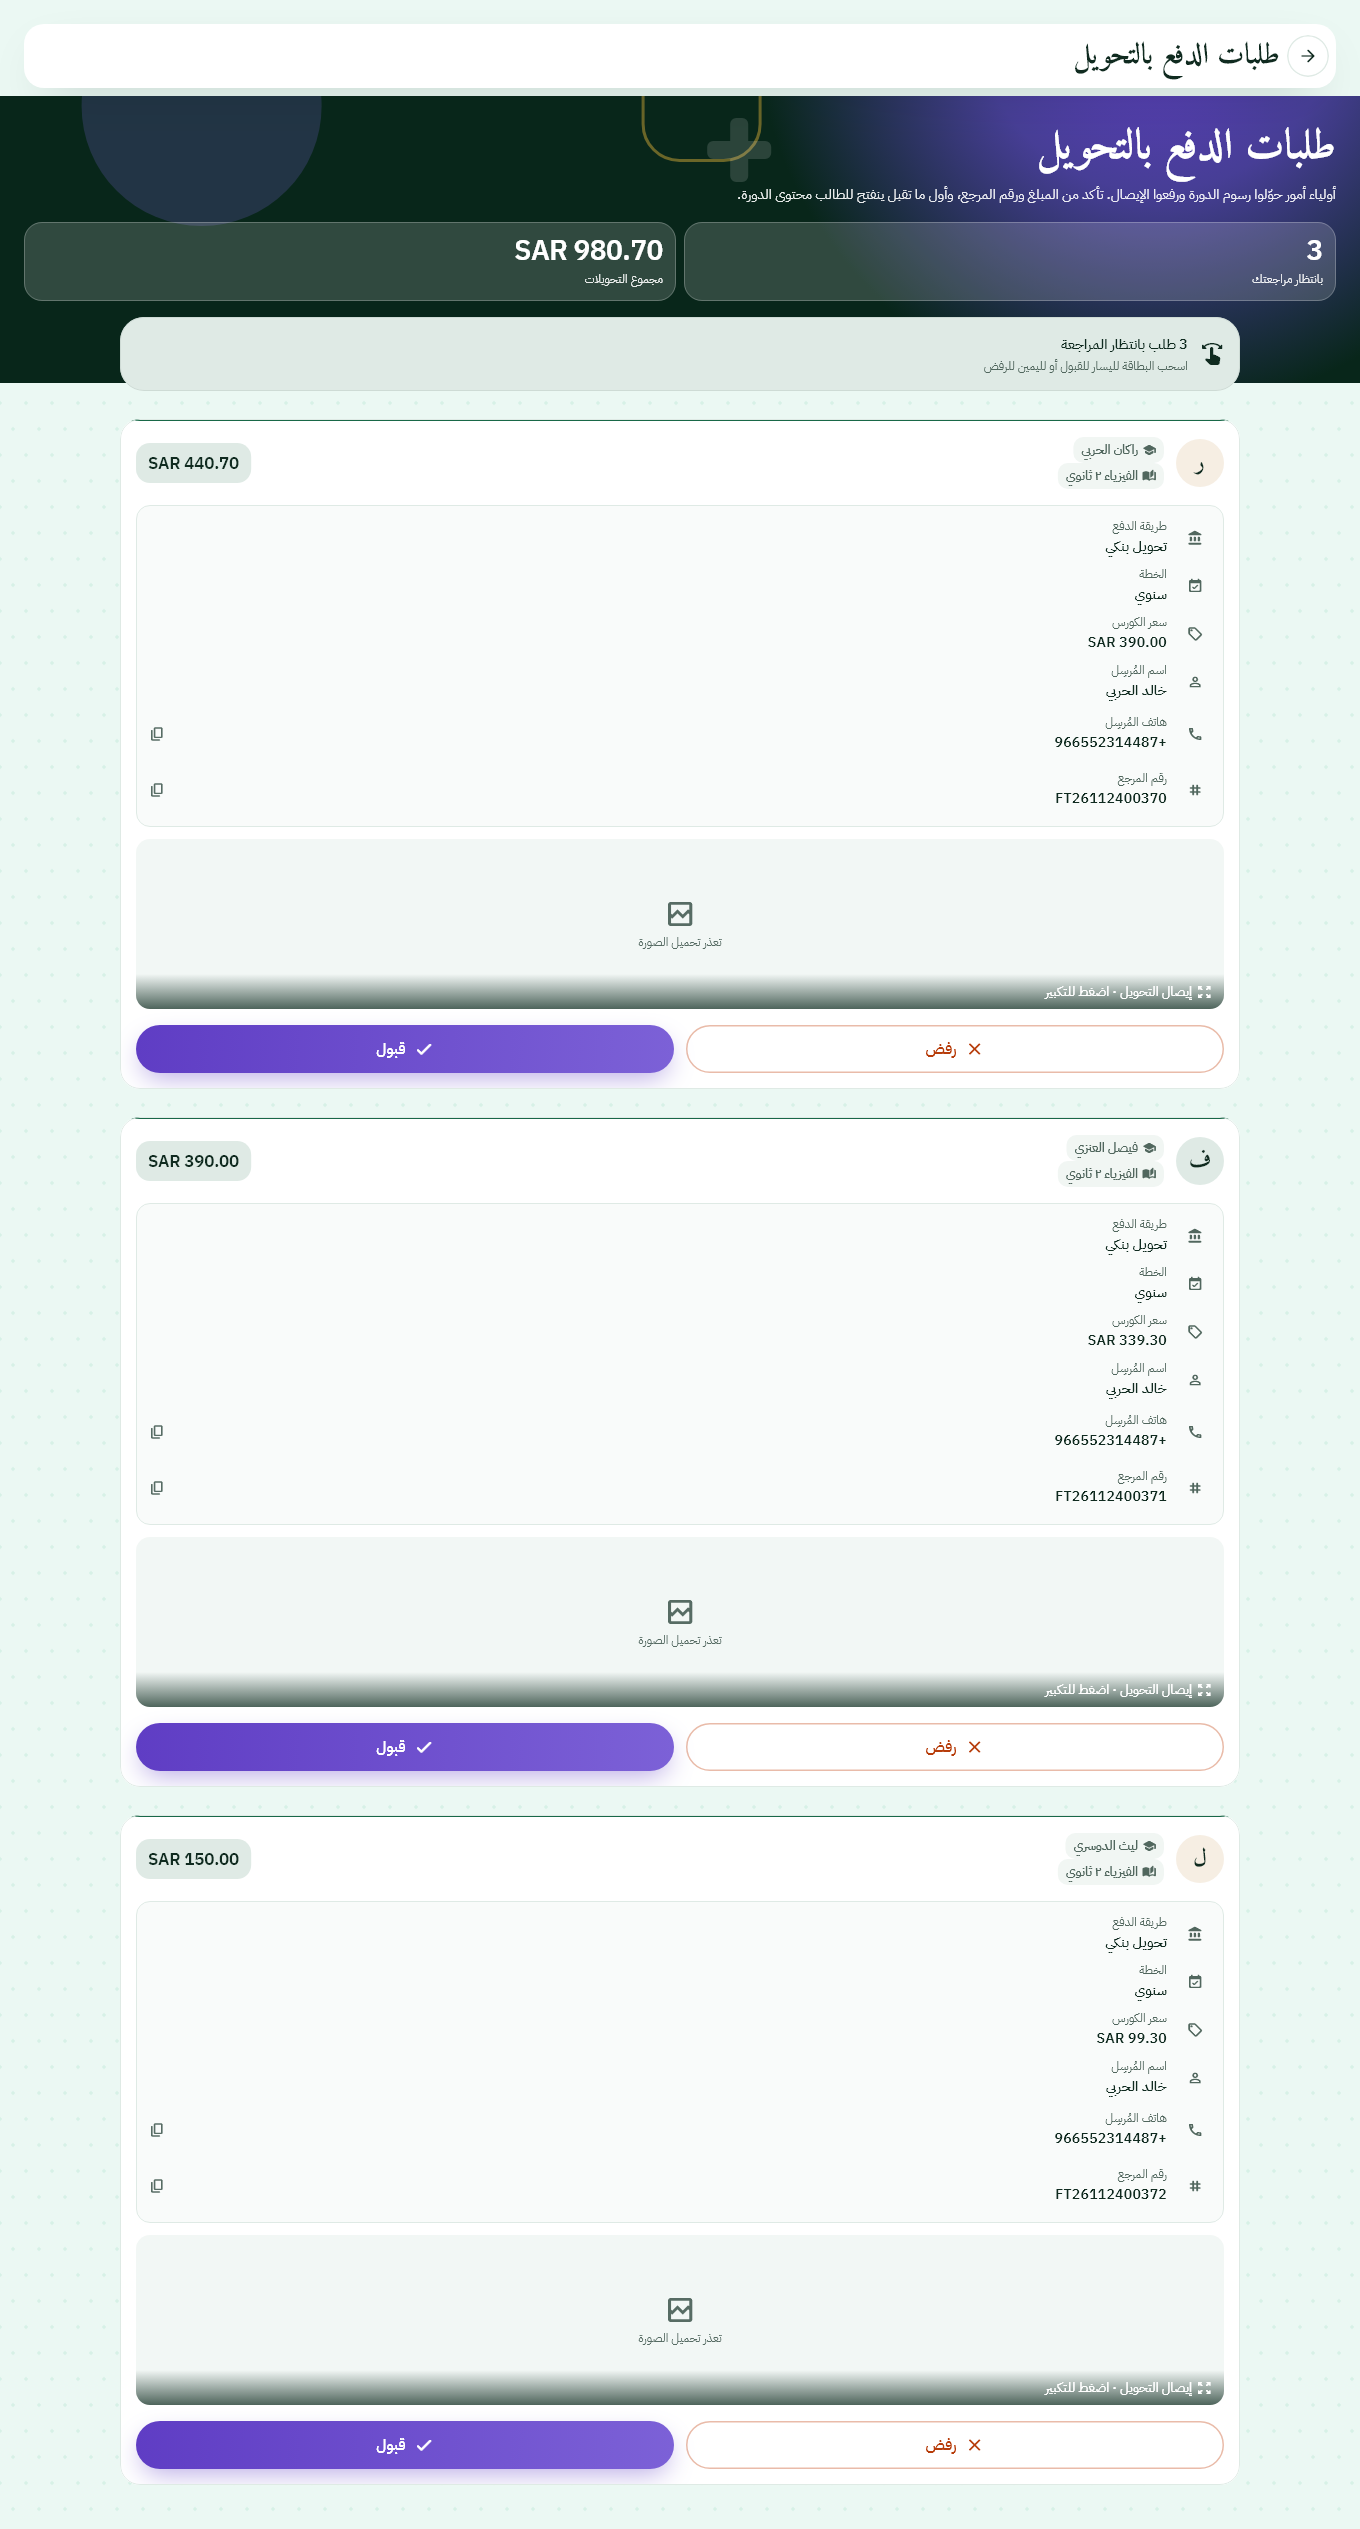 طلبات الدفع بالتحويل
طلبات الدفع بالتحويل
أولياء أمور حوّلوا رسوم الدورة ورفعوا الإيصال. تأكد من المبلغ ورقم المرجع، وأول ما تقبل ينفتح للطالب محتوى الدورة.
3
بانتظار مراجعتك
SAR 980.70
مجموع التحويلات
3 طلب بانتظار المراجعة
اسحب البطاقة لليسار للقبول أو لليمين للرفض
ر
راكان الحربي
الفيزياء ٢ ثانوي
SAR 440.70
طريقة الدفع
تحويل بنكي
الخطة
سنوي
سعر الكورس
SAR 390.00
اسم المُرسِل
خالد الحربي
هاتف المُرسِل
966552314487+
رقم المرجع
FT26112400370
تعذر تحميل الصورة
إيصال التحويل · اضغط للتكبير
رفض
قبول
ف
فيصل العنزي
الفيزياء ٢ ثانوي
SAR 390.00
طريقة الدفع
تحويل بنكي
الخطة
سنوي
سعر الكورس
SAR 339.30
اسم المُرسِل
خالد الحربي
هاتف المُرسِل
966552314487+
رقم المرجع
FT26112400371
تعذر تحميل الصورة
إيصال التحويل · اضغط للتكبير
رفض
قبول
ل
ليث الدوسري
الفيزياء ٢ ثانوي
SAR 150.00
طريقة الدفع
تحويل بنكي
الخطة
سنوي
سعر الكورس
SAR 99.30
اسم المُرسِل
خالد الحربي
هاتف المُرسِل
966552314487+
رقم المرجع
FT26112400372
تعذر تحميل الصورة
إيصال التحويل · اضغط للتكبير
رفض
قبول